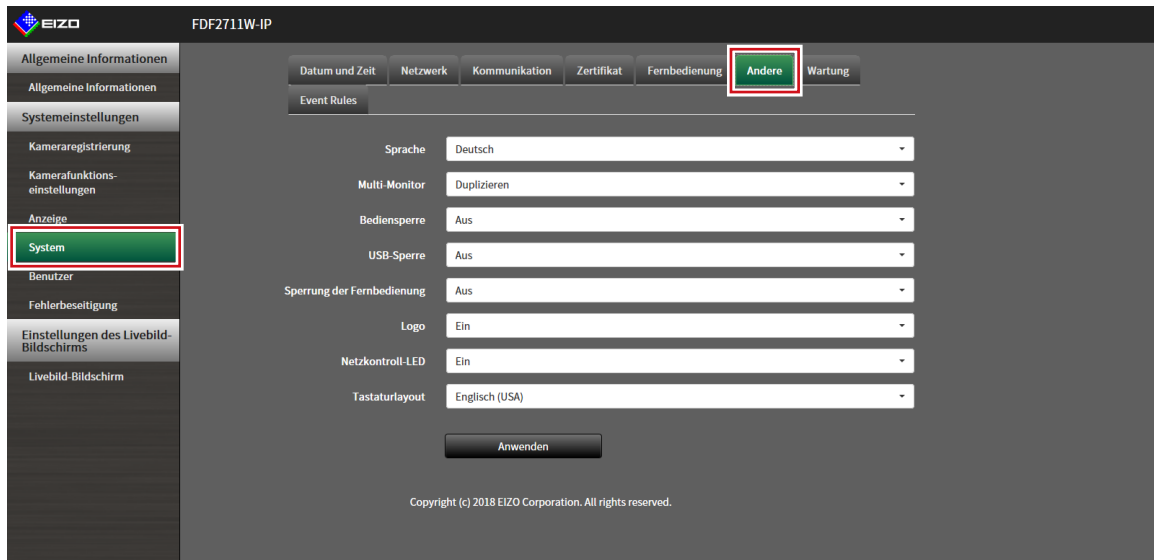 EIZO
FDF2711W-IP
Allgemeine Informationen
Allgemeine Informationen
Systemeinstellungen
Kameraregistrierung
Kamerafunktions-
einstellungen
Anzeige
System
Benutzer
Fehlerbeseitigung
Einstellungen des Livebild-
Bildschirms
Livebild-Bildschirm
Datum und Zeit Netzwerk Kommunikation Zertifikat Fernbedienung Andere Wartung
Event Rules
Sprache Deutsch
Multi-Monitor Duplizieren
Bediensperre Aus
USB-Sperre Aus
Sperrung der Fernbedienung Aus
Logo Ein
Netzkontroll-LED Ein
Tastaturlayout Englisch (USA)
Anwenden
Copyright (c) 2018 EIZO Corporation. All rights reserved.